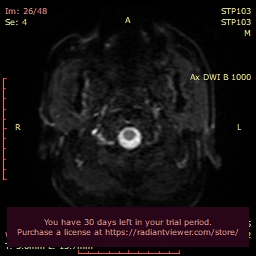 Im: 26/48
Se: 4
STP103
STP103
M
A
Ax DWI B 1000
R
L
You have 30 days left in your trial period.
Purchase a license at https://radiantviewer.com/store/